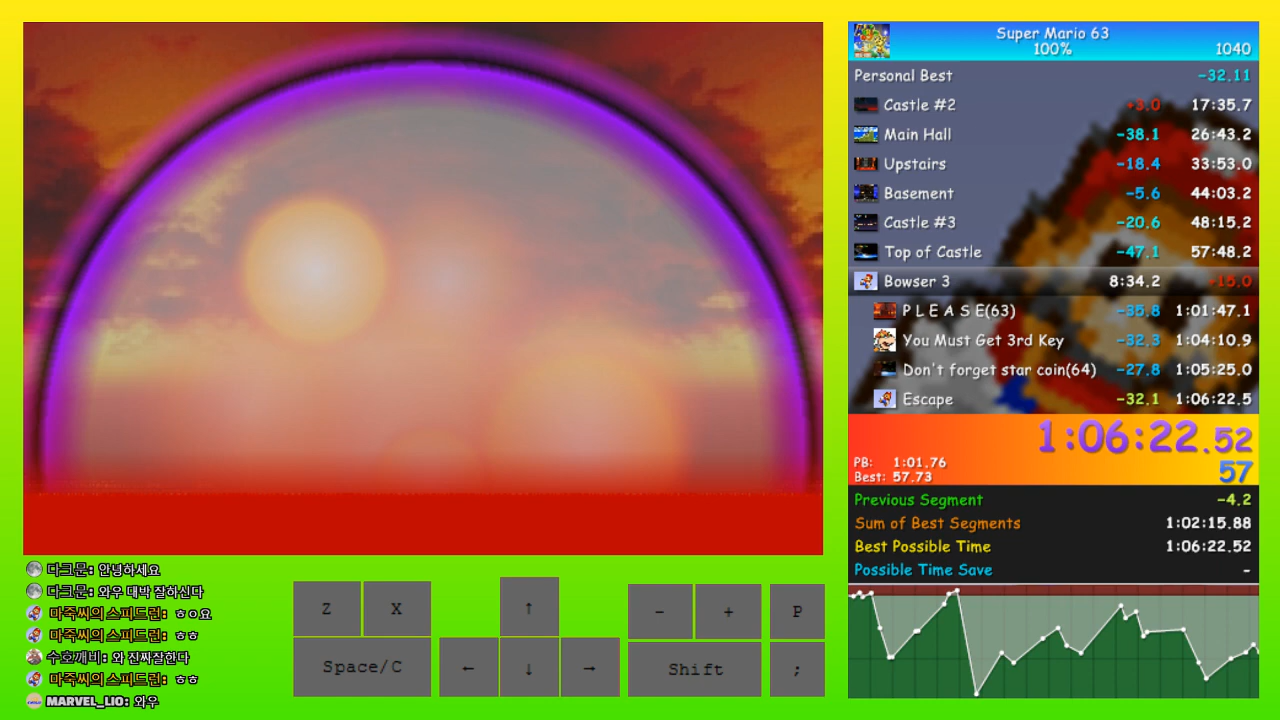 Super Mario 63
100% 1040
Personal Best -32.11
Castle #2 +3.0 17:35.7
Main Hall -38.1 26:43.2
Upstairs -18.4 33:53.0
Basement -5.6 44:03.2
Castle #3 -20.6 48:15.2
Top of Castle -47.1 57:48.2
Bowser 3 8:34.2 +15.0
P L E A S E(63) -35.8 1:01:47.1
You Must Get 3rd Key -32.3 1:04:10.9
Don't forget star coin(64) -27.8 1:05:25.0
Escape -32.1 1:06:22.5
1:06:22.52
PB: 1:01.76
Best: 57.73
57
Previous Segment -4.2
Sum of Best Segments 1:02:15.88
Best Possible Time 1:06:22.52
Possible Time Save -
다크문: 안녕하세요
다크문: 와우 대박 잘하신다
마족씨의 스피드런: ㅎㅇ요
마족씨의 스피드런: ㅎㅎ
수호깨비: 와 진짜잘한다
마족씨의 스피드런: ㅎㅎ
MARVEL_LIO: 와우
Z X ↑ - + P
Space/C ← ↓ → Shift ;